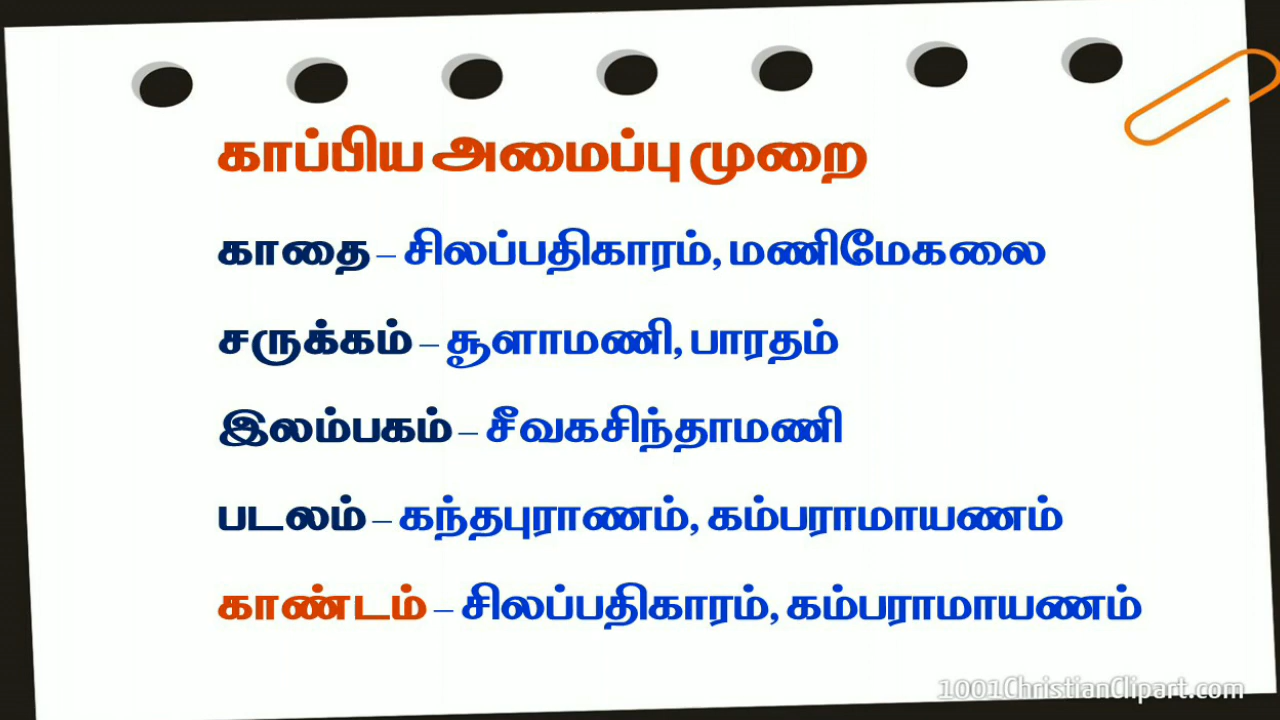 காப்பிய அமைப்பு முறை
காதை – சிலப்பதிகாரம், மணிமேகலை
சருக்கம் – சூளாமணி, பாரதம்
இலம்பகம் – சீவகசிந்தாமணி
படலம் – கந்தபுராணம், கம்பராமாயணம்
காண்டம் – சிலப்பதிகாரம், கம்பராமாயணம்
1001ChristianClipart.com